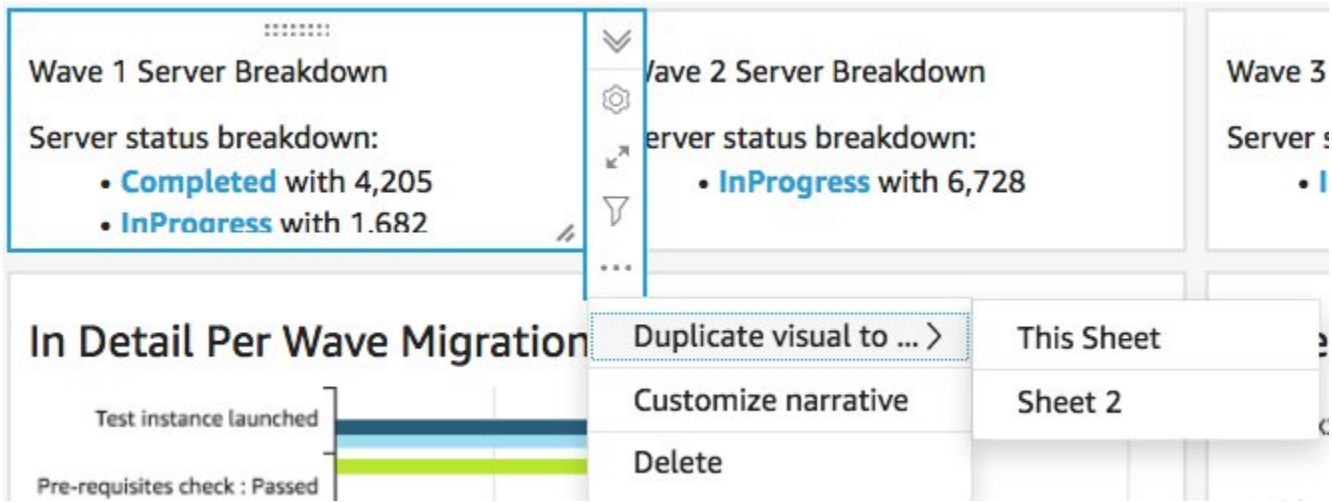 Wave 1 Server Breakdown
Server status breakdown:
• Completed with 4,205
• InProgress with 1,682
Wave 2 Server Breakdown
erver status breakdown:
• InProgress with 6,728
Wave 3
Server
In Detail Per Wave Migration
Test instance launched
Pre-requisites check : Passed
Duplicate visual to ... >
Customize narrative
Delete
This Sheet
Sheet 2